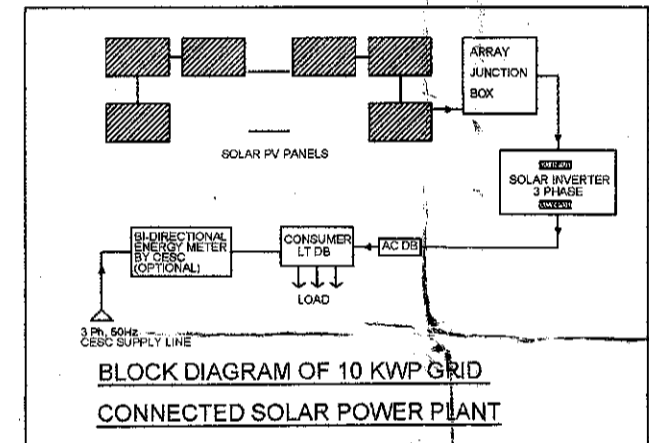 ARRAY
JUNCTION
BOX
SOLAR PV PANELS
SOLAR INVERTER
3 PHASE
BI-DIRECTIONAL
ENERGY METER
BY CESC
(OPTIONAL)
CONSUMER
LT DB
AC DB
LOAD
3 Ph, 50Hz
CESC SUPPLY LINE
BLOCK DIAGRAM OF 10 KWP GRID
CONNECTED SOLAR POWER PLANT